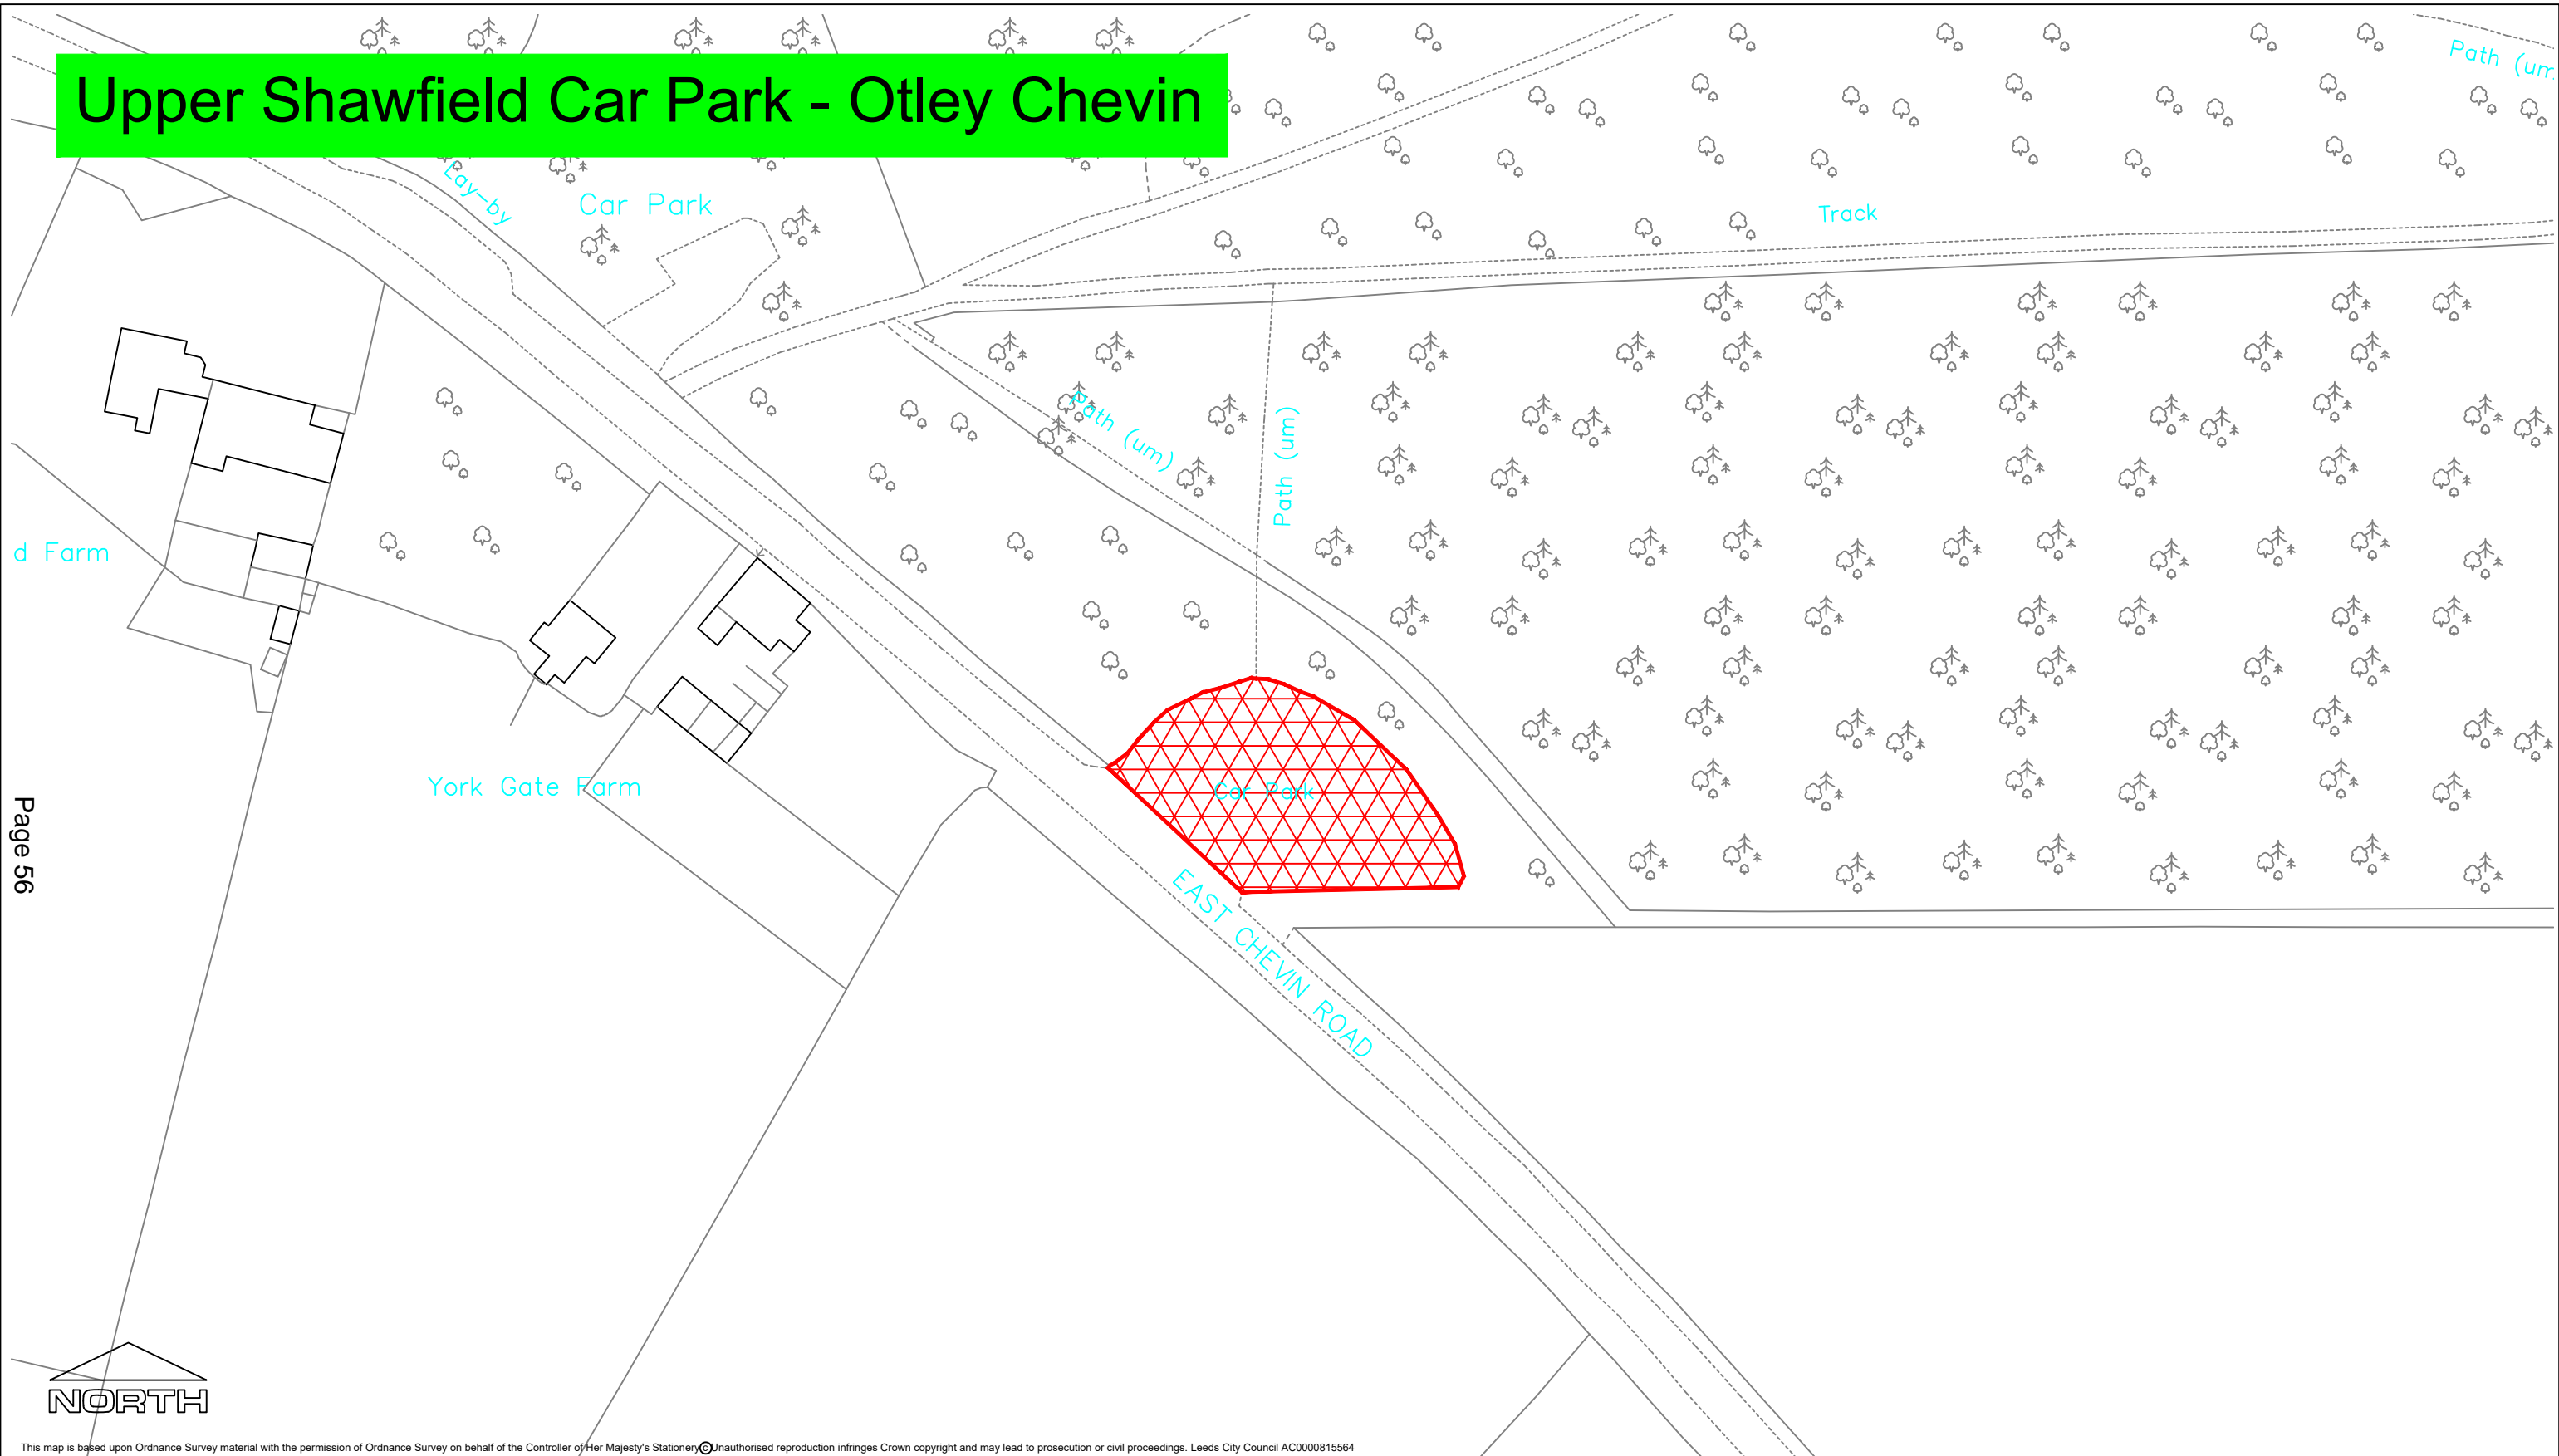 Path (um
Upper Shawfield Car Park - Otley Chevin
Lay-by
Car Park
Track
Path (um)
Path (um)
d Farm
York Gate Farm
Car Park
Page 56
EAST CHEVIN ROAD
NORTH
This map is based upon Ordnance Survey material with the permission of Ordnance Survey on behalf of the Controller of Her Majesty's Stationery © Unauthorised reproduction infringes Crown copyright and may lead to prosecution or civil proceedings. Leeds City Council AC0000815564